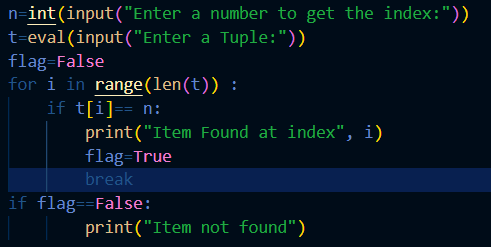 n=int(input("Enter a number to get the index:"))
t=eval(input("Enter a Tuple:"))
flag=False
for i in range(len(t)) :
    if t[i]== n:
        print("Item Found at index", i)
        flag=True
        break
if flag==False:
        print("Item not found")